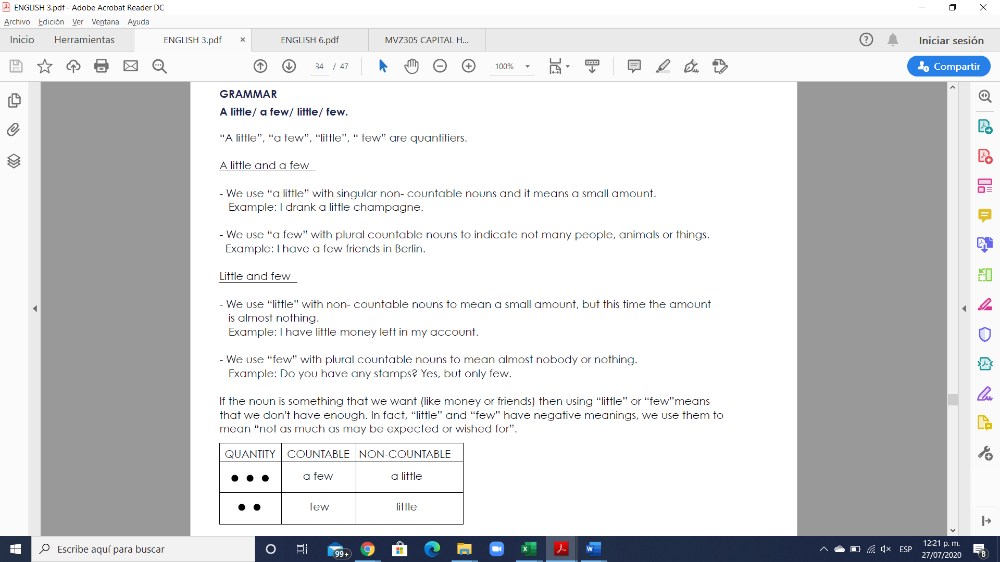 ENGLISH 3.pdf - Adobe Acrobat Reader DC
Archivo Edición Ver Ventana Ayuda
Inicio Herramientas ENGLISH 3.pdf × ENGLISH 6.pdf MVZ305 CAPITAL H... Iniciar sesión
34 / 47 100% Compartir
GRAMMAR
A little/ a few/ little/ few.
“A little”, “a few”, “little”, “ few” are quantifiers.
A little and a few
- We use “a little” with singular non- countable nouns and it means a small amount.
Example: I drank a little champagne.
- We use “a few” with plural countable nouns to indicate not many people, animals or things.
Example: I have a few friends in Berlin.
Little and few
- We use “little” with non- countable nouns to mean a small amount, but this time the amount
is almost nothing.
Example: I have little money left in my account.
- We use “few” with plural countable nouns to mean almost nobody or nothing.
Example: Do you have any stamps? Yes, but only few.
If the noun is something that we want (like money or friends) then using “little” or “few”means
that we don't have enough. In fact, “little” and “few” have negative meanings, we use them to
mean “not as much as may be expected or wished for”.
QUANTITY COUNTABLE NON-COUNTABLE
● ● ● a few a little
● ● few little
Escribe aquí para buscar
99+
ESP
12:21 p. m.
27/07/2020
8